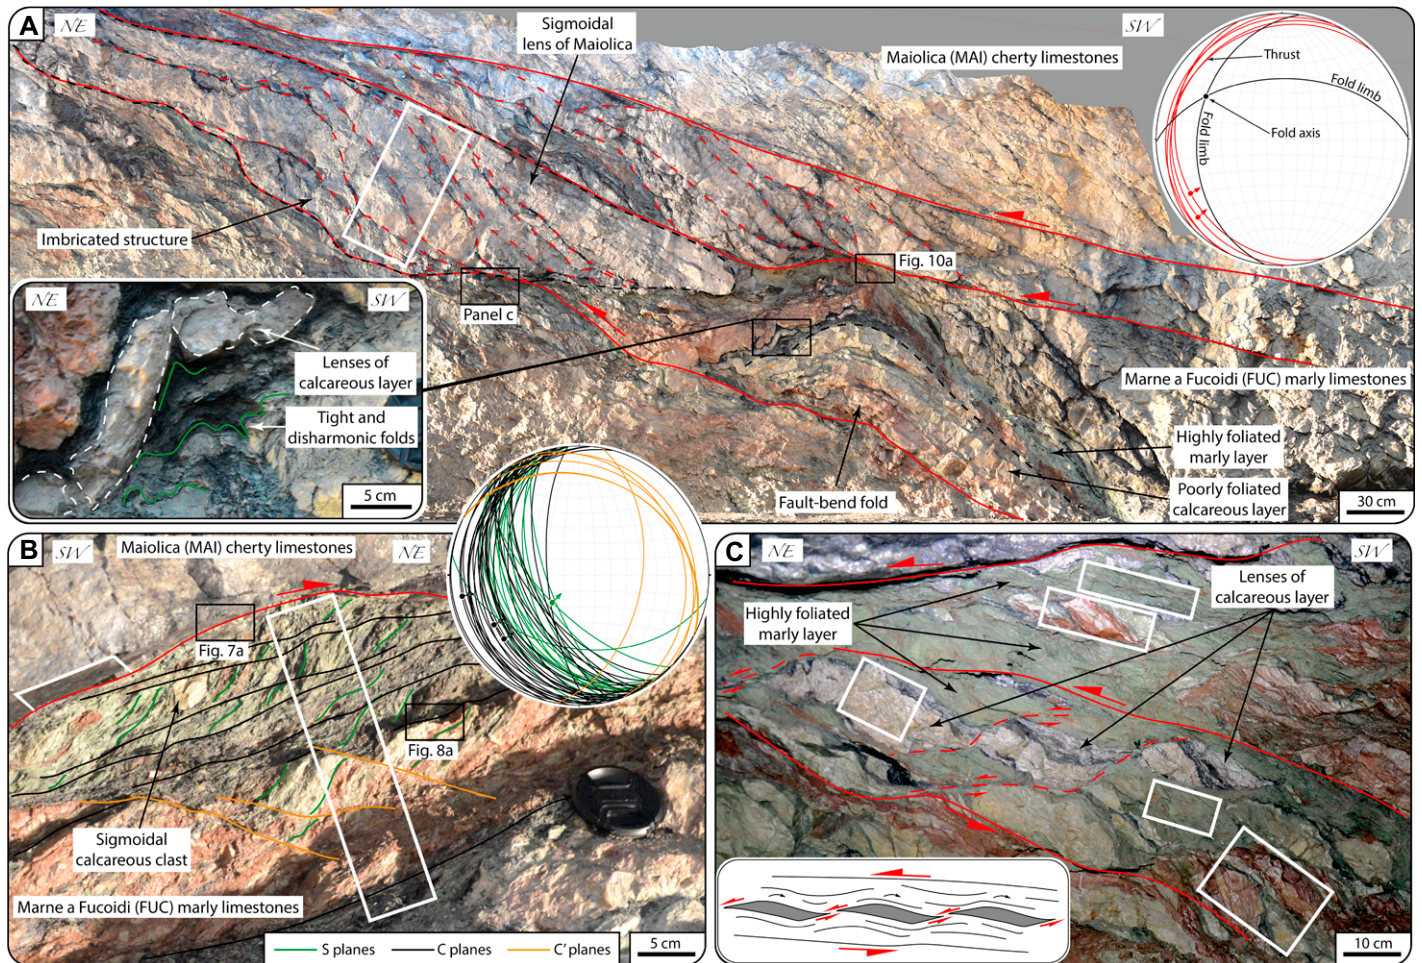 A
NE
SW
Sigmoidal
lens of Maiolica
Maiolica (MAI) cherty limestones
Thrust
Fold limb
Fold axis
Fold limb
Imbricated structure
Fig. 10a
Panel c
NE
SW
Lenses of
calcareous layer
Tight and
disharmonic folds
5 cm
Marne a Fucoidi (FUC) marly limestones
Highly foliated
marly layer
Poorly foliated
calcareous layer
Fault-bend fold
30 cm
B
SW
Maiolica (MAI) cherty limestones
NE
Fig. 7a
Fig. 8a
Sigmoidal
calcareous clast
Marne a Fucoidi (FUC) marly limestones
S planes
C planes
C' planes
5 cm
C
NE
SW
Highly foliated
marly layer
Lenses of
calcareous layer
10 cm